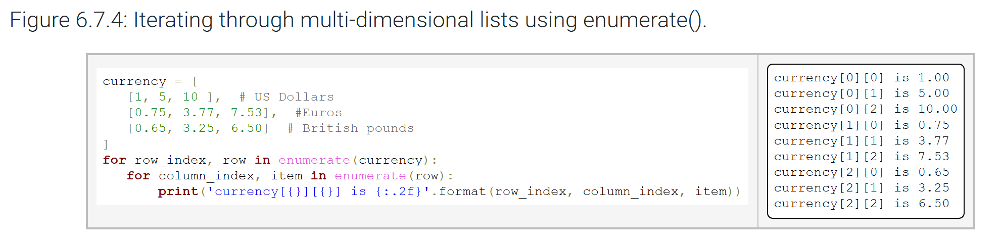 Figure 6.7.4: Iterating through multi-dimensional lists using enumerate().
currency = [
   [1, 5, 10 ],  # US Dollars
   [0.75, 3.77, 7.53],  #Euros
   [0.65, 3.25, 6.50]  # British pounds
]
for row_index, row in enumerate(currency):
   for column_index, item in enumerate(row):
       print('currency[{}][{}] is {:.2f}'.format(row_index, column_index, item))
currency[0][0] is 1.00
currency[0][1] is 5.00
currency[0][2] is 10.00
currency[1][0] is 0.75
currency[1][1] is 3.77
currency[1][2] is 7.53
currency[2][0] is 0.65
currency[2][1] is 3.25
currency[2][2] is 6.50